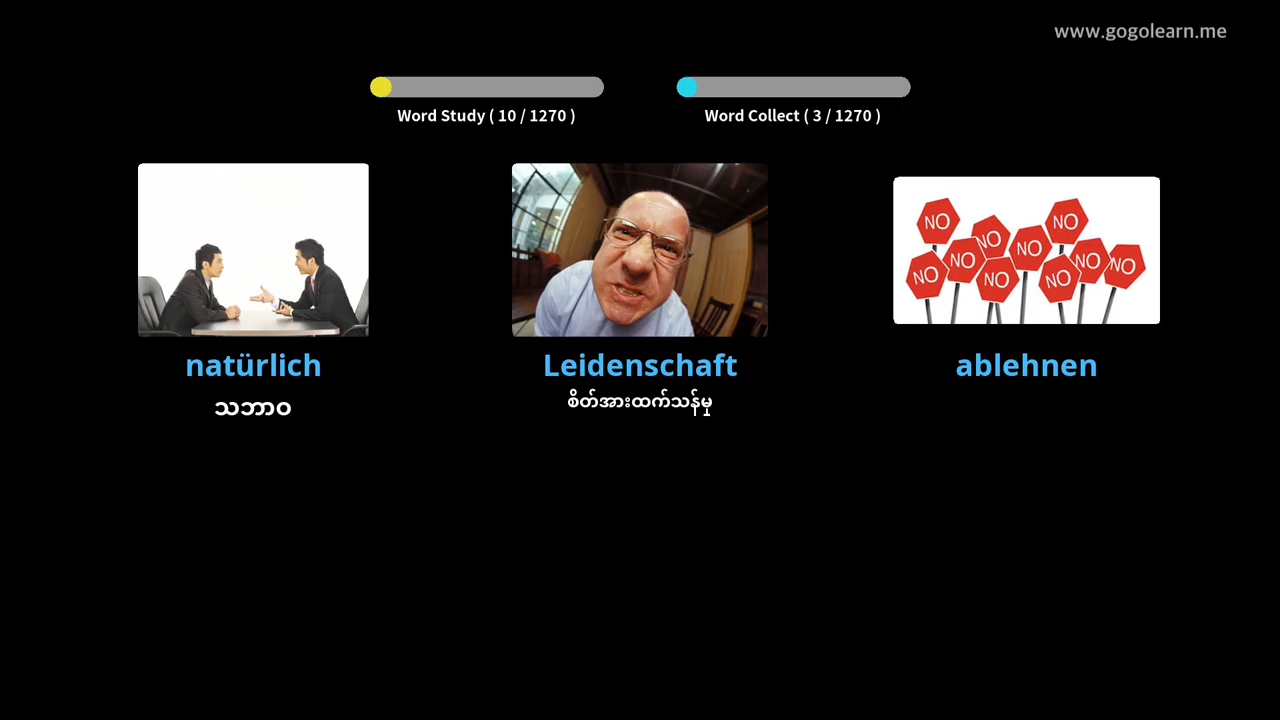 www.gogolearn.me
Word Study ( 10 / 1270 )
Word Collect ( 3 / 1270 )
NO
NO
NO
NO
NO
NO
NO
NO
NO
NO
natürlich
Leidenschaft
ablehnen
သဘာဝ
စိတ်အားထက်သန်မှု